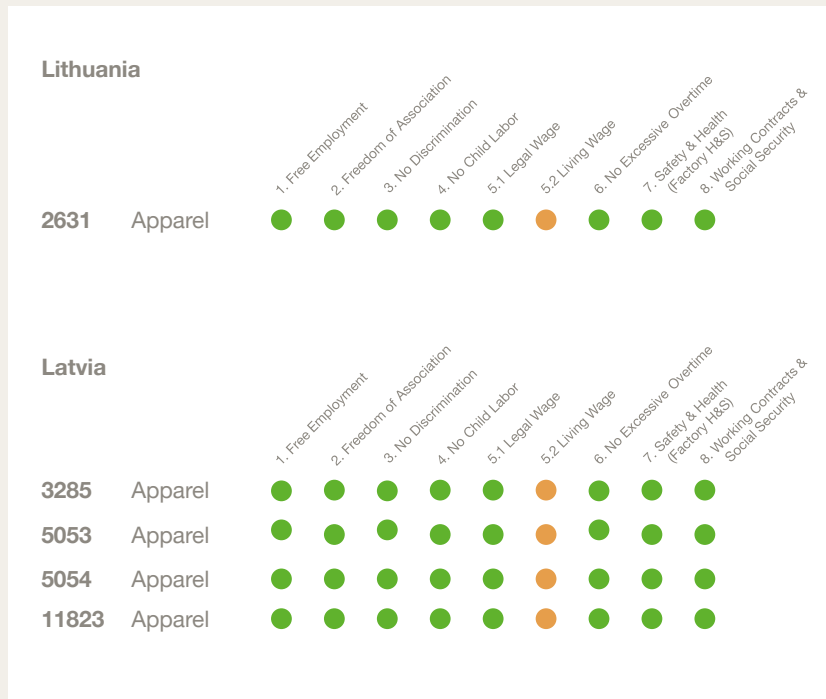 Lithuania
1. Free Employment
2. Freedom of Association
3. No Discrimination
4. No Child Labor
5.1 Legal Wage
5.2 Living Wage
6. No Excessive Overtime
7. Safety & Health
(Factory H&S)
8. Working Contracts &
Social Security
2631 Apparel
Latvia
1. Free Employment
2. Freedom of Association
3. No Discrimination
4. No Child Labor
5.1 Legal Wage
5.2 Living Wage
6. No Excessive Overtime
7. Safety & Health
(Factory H&S)
8. Working Contracts &
Social Security
3285 Apparel
5053 Apparel
5054 Apparel
11823 Apparel